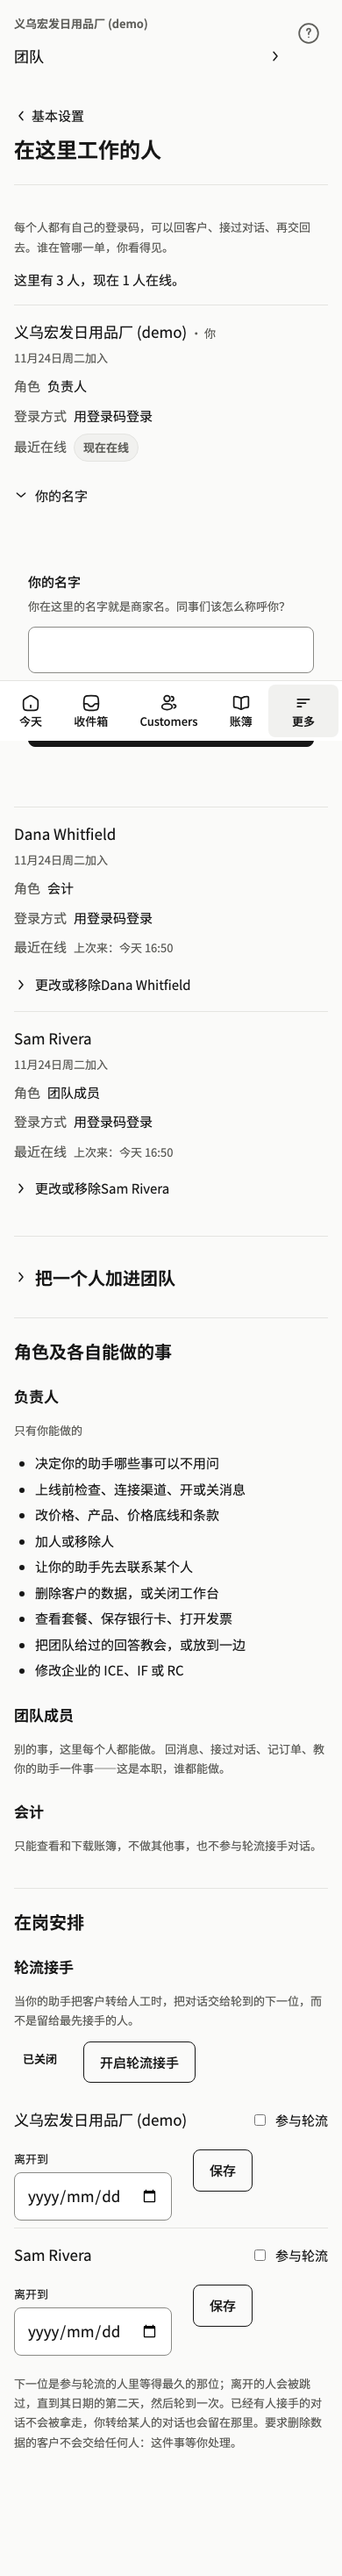 义乌宏发日用品厂 (demo)
团队
基本设置
在这里工作的人
每个人都有自己的登录码，可以回客户、接过对话、再交回
去。谁在管哪一单，你看得见。
这里有 3 人，现在 1 人在线。
义乌宏发日用品厂 (demo) · 你
11月24日周二加入
角色 负责人
登录方式 用登录码登录
最近在线 现在在线
你的名字
你的名字
你在这里的名字就是商家名。同事们该怎么称呼你？
今天
收件箱
Customers
账簿
更多
Dana Whitfield
11月24日周二加入
角色 会计
登录方式 用登录码登录
最近在线 上次来：今天 16:50
更改或移除Dana Whitfield
Sam Rivera
11月24日周二加入
角色 团队成员
登录方式 用登录码登录
最近在线 上次来：今天 16:50
更改或移除Sam Rivera
把一个人加进团队
角色及各自能做的事
负责人
只有你能做的
决定你的助手哪些事可以不用问
上线前检查、连接渠道、开或关消息
改价格、产品、价格底线和条款
加人或移除人
让你的助手先去联系某个人
删除客户的数据，或关闭工作台
查看套餐、保存银行卡、打开发票
把团队给过的回答教会，或放到一边
修改企业的 ICE、IF 或 RC
团队成员
别的事，这里每个人都能做。 回消息、接过对话、记订单、教
你的助手一件事——这是本职，谁都能做。
会计
只能查看和下载账簿，不做其他事，也不参与轮流接手对话。
在岗安排
轮流接手
当你的助手把客户转给人工时，把对话交给轮到的下一位，而
不是留给最先接手的人。
已关闭
开启轮流接手
义乌宏发日用品厂 (demo)
参与轮流
离开到
yyyy/mm/dd
保存
Sam Rivera
参与轮流
离开到
yyyy/mm/dd
保存
下一位是参与轮流的人里等得最久的那位；离开的人会被跳
过，直到其日期的第二天，然后轮到一次。已经有人接手的对
话不会被拿走，你转给某人的对话也会留在那里。要求删除数
据的客户不会交给任何人：这件事等你处理。